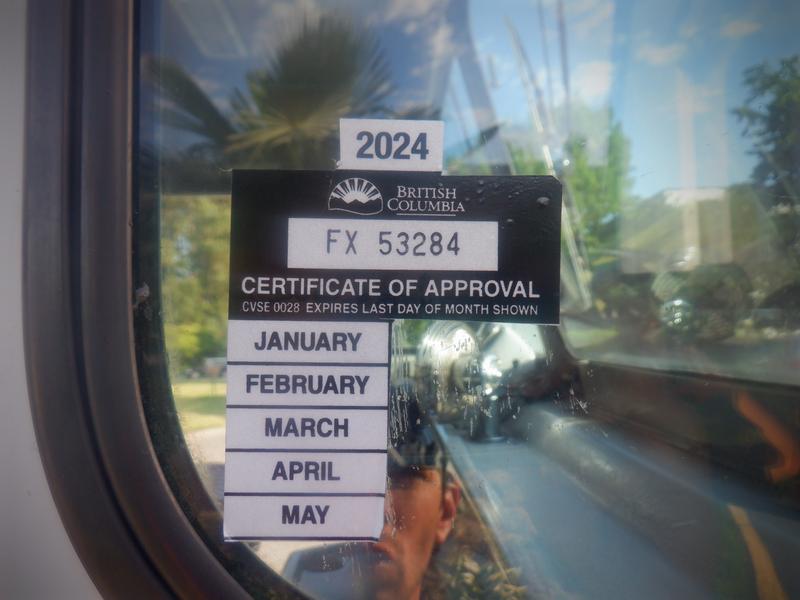 2024
BRITISH
COLUMBIA
FX 53284
CERTIFICATE OF APPROVAL
CVSE 0028 EXPIRES LAST DAY OF MONTH SHOWN
JANUARY
FEBRUARY
MARCH
APRIL
MAY